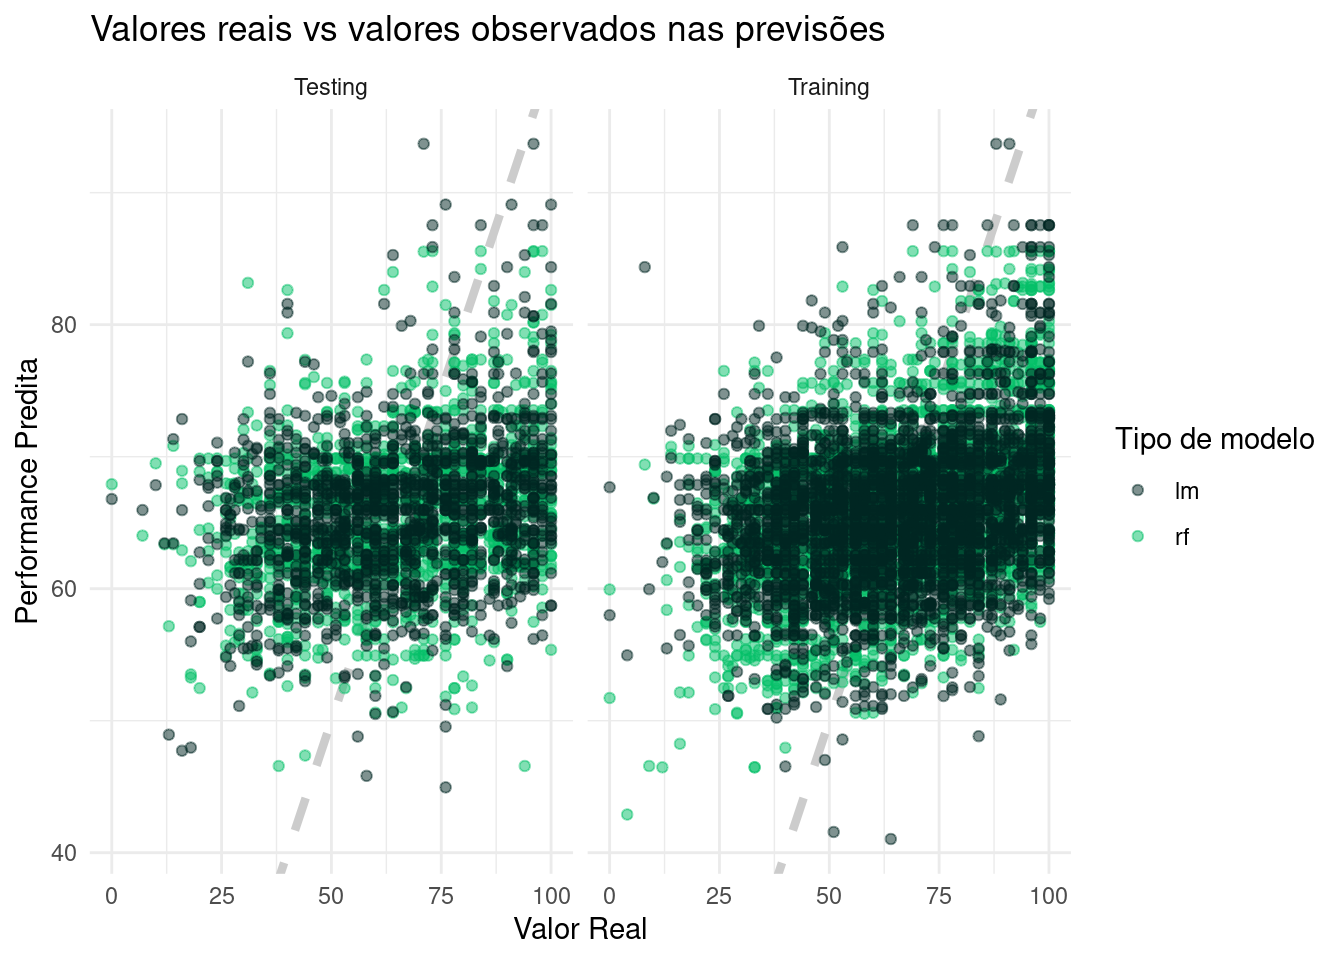 Valores reais vs valores observados nas previsões
Testing
Training
Performance Predita
80
60
40
0 25 50 75 100
0 25 50 75 100
Valor Real
Tipo de modelo
lm
rf